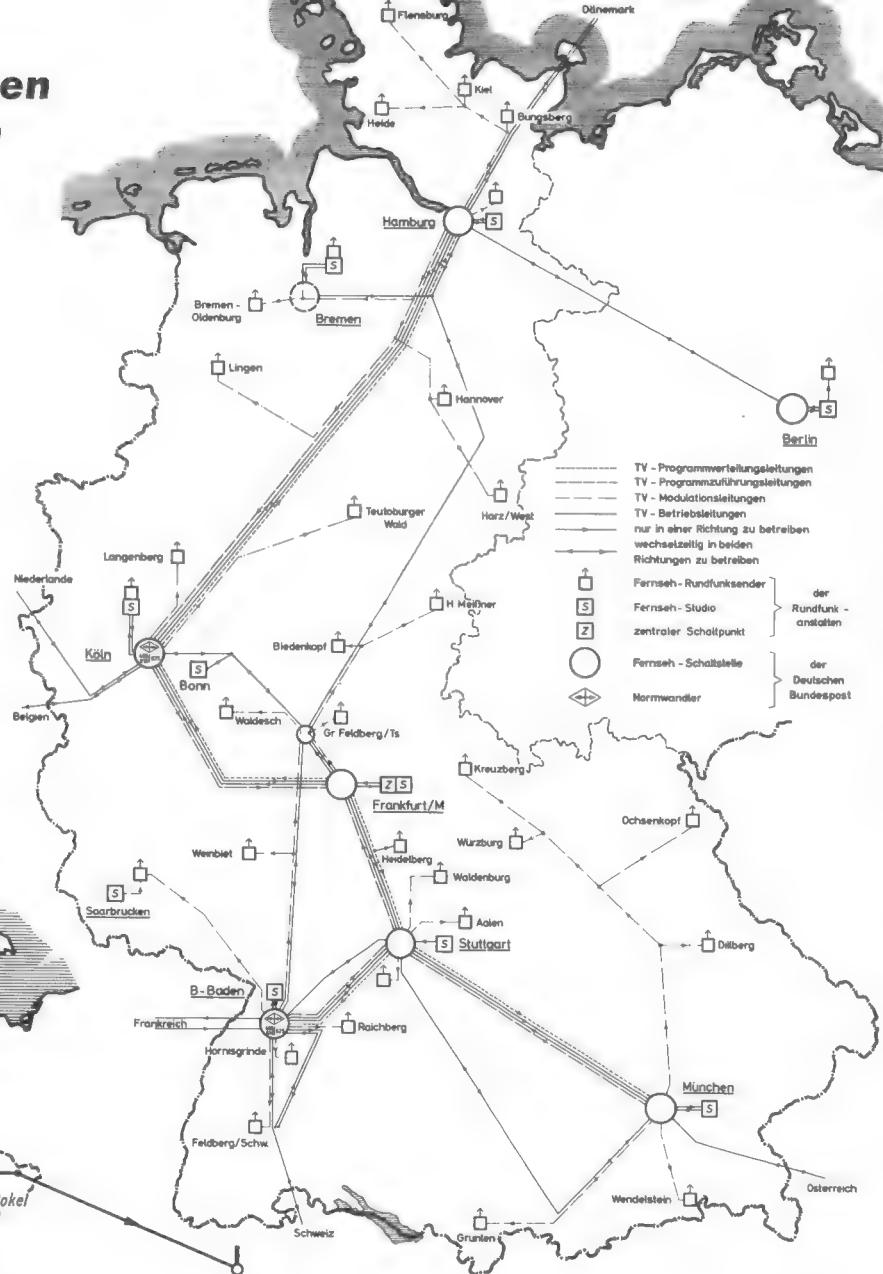 en
Flensburg
Dänemark
Kiel
Heide
Bungsberg
Hamburg
S
S
Bremen -
Oldenburg
Bremen
Lingen
Hannover
S
Berlin
Teutoburger
Wald
Harz/West
TV - Programmverteilungsleitungen
TV - Programmzuführungsleitungen
TV - Modulationsleitungen
TV - Betriebsleitungen
nur in einer Richtung zu betreiben
wechselzeitig in beiden
Richtungen zu betreiben
Fernseh - Rundfunksender
S Fernseh - Studio
Z zentraler Schaltpunkt
der
Rundfunk -
anstalten
Fernseh - Schaltstelle
Normwandler
der
Deutschen
Bundespost
Langenberg
Niederlande
S
H Meißner
Köln
Biedenkopf
S
Bonn
Belgien
Waldesch
Gr Feldberg/Ts
Z S
Frankfurt/M
Kreuzberg
Ochsenkopf
Würzburg
Weinbiet
Heidelberg
Waldenburg
S
Saarbrucken
Aalen
S Stuttgart
Dillberg
B-Baden
S
Frankreich
Raichberg
Hornisgrinde
München
S
Feldberg/Schw.
Wendelstein
Osterreich
okel
Schweiz
Grunten